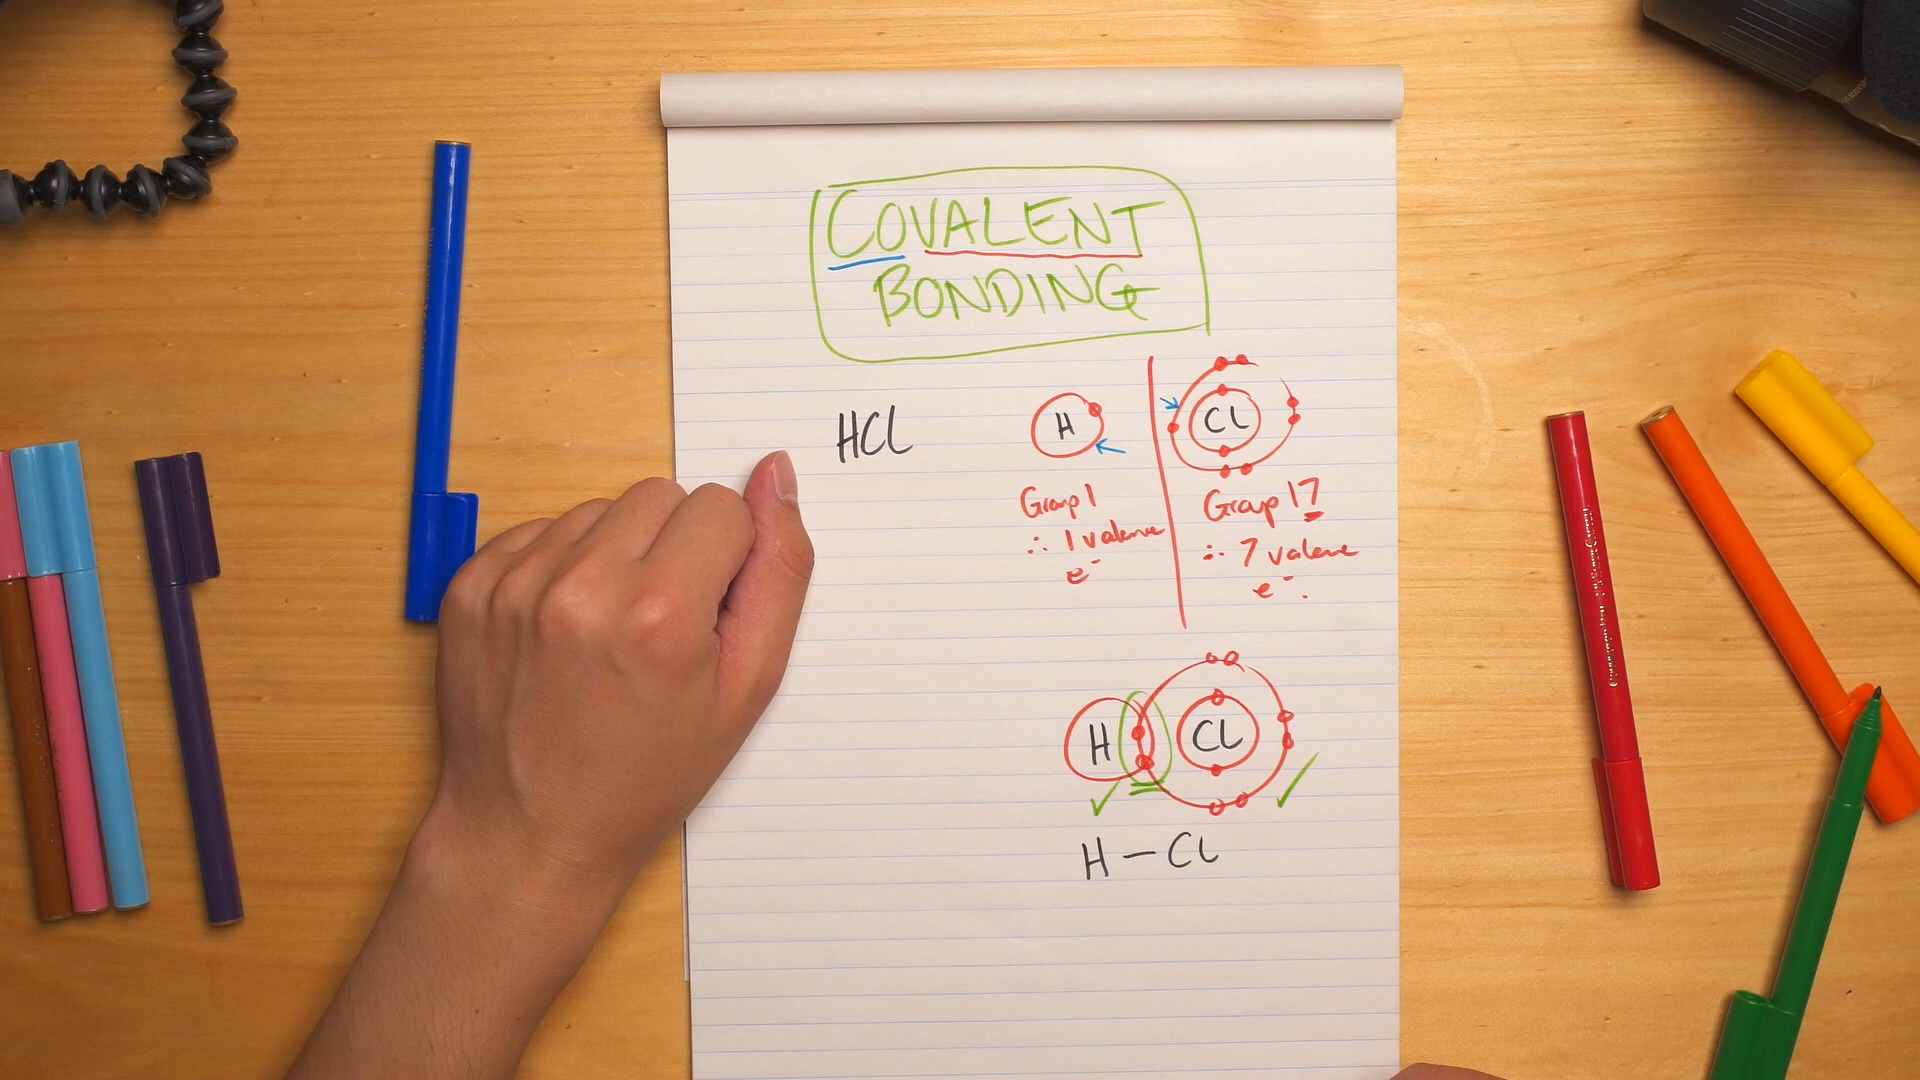 COVALENT
BONDING
HCl
H
Cl
Group 1
∴ 1 valence
e⁻
Group 17
∴ 7 valence
e⁻.
H
Cl
H — Cl